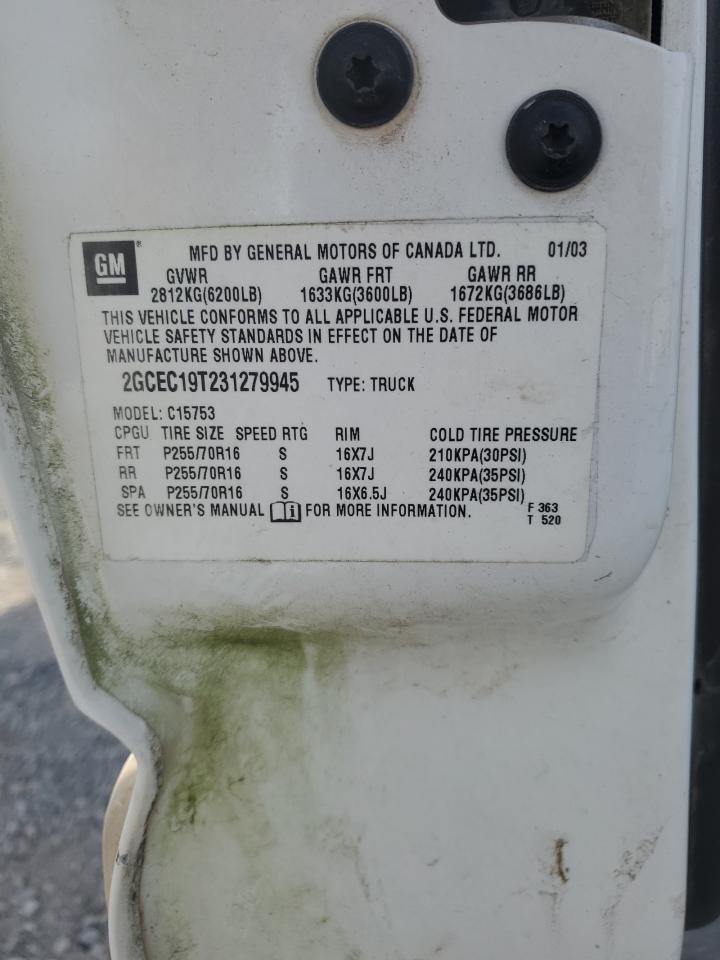 GM ® MFD BY GENERAL MOTORS OF CANADA LTD. 01/03
GVWR GAWR FRT GAWR RR
2812KG(6200LB) 1633KG(3600LB) 1672KG(3686LB)
THIS VEHICLE CONFORMS TO ALL APPLICABLE U.S. FEDERAL MOTOR
VEHICLE SAFETY STANDARDS IN EFFECT ON THE DATE OF
MANUFACTURE SHOWN ABOVE.
2GCEC19T231279945 TYPE: TRUCK
MODEL: C15753
CPGU TIRE SIZE SPEED RTG RIM COLD TIRE PRESSURE
FRT P255/70R16 S 16X7J 210KPA(30PSI)
RR P255/70R16 S 16X7J 240KPA(35PSI)
SPA P255/70R16 S 16X6.5J 240KPA(35PSI)
SEE OWNER'S MANUAL i FOR MORE INFORMATION. F 363
T 520